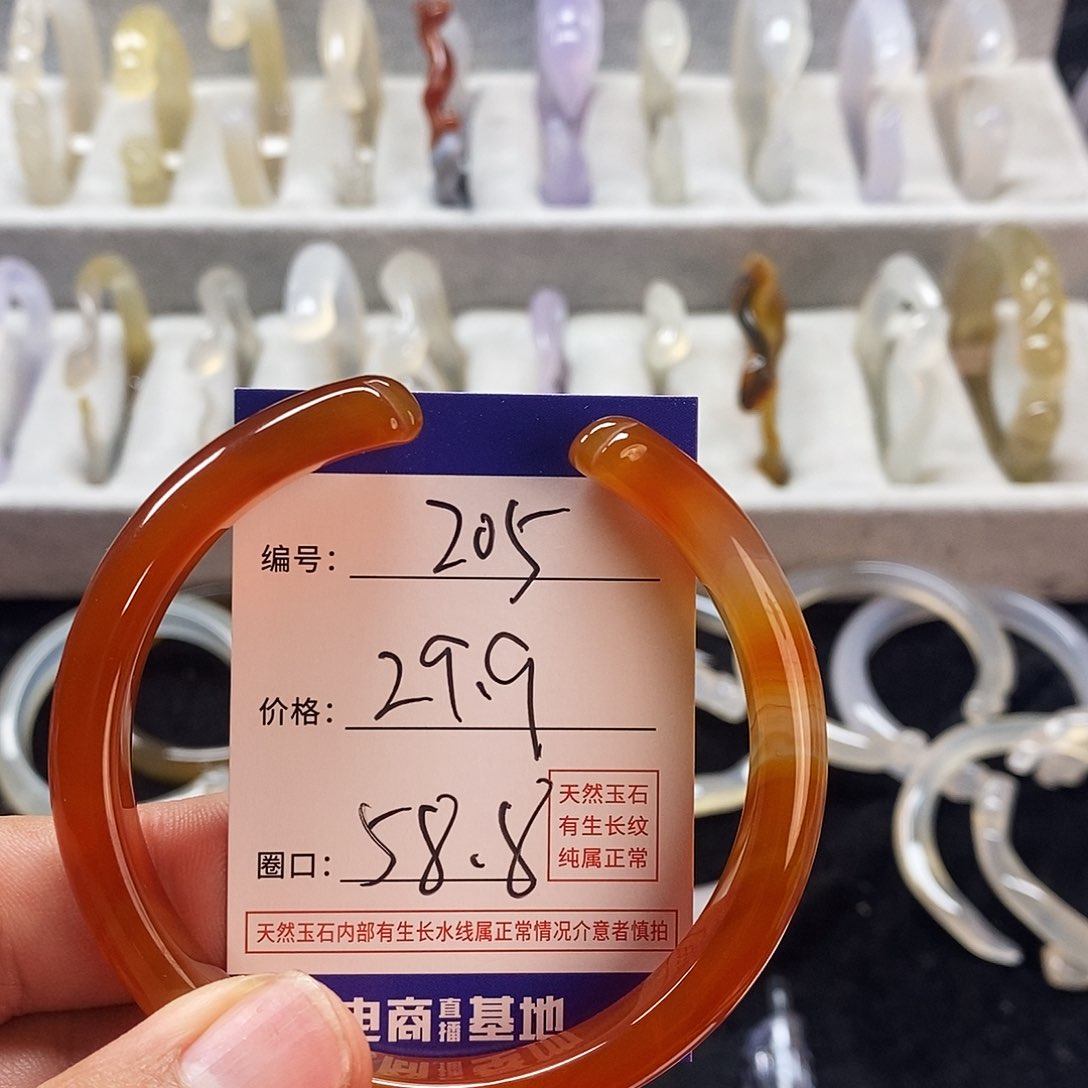 编号： 205
价格： 29.9
圈口： 58.8
天然玉石
有生长纹
纯属正常
天然玉石内部有生长水线属正常情况介意者慎拍
电商直播基地